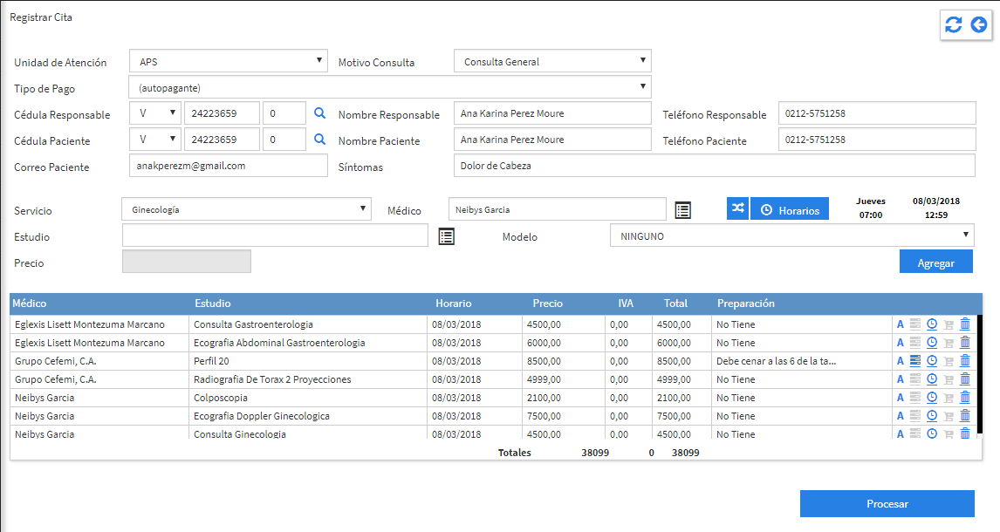 Registrar Cita
Unidad de Atención APS Motivo Consulta Consulta General
Tipo de Pago (autopagante)
Cédula Responsable V 24223659 0 Nombre Responsable Ana Karina Perez Moure Teléfono Responsable 0212-5751258
Cédula Paciente V 24223659 0 Nombre Paciente Ana Karina Perez Moure Teléfono Paciente 0212-5751258
Correo Paciente anakperezm@gmail.com Síntomas Dolor de Cabeza
Servicio Ginecología Médico Neibys Garcia Horarios Jueves 08/03/2018
07:00 12:59
Estudio Modelo NINGUNO
Precio Agregar
Médico Estudio Horario Precio IVA Total Preparación
Eglexis Lisett Montezuma Marcano Consulta Gastroenterologia 08/03/2018 4500,00 0,00 4500,00 No Tiene A
Eglexis Lisett Montezuma Marcano Ecografia Abdominal Gastroenterologia 08/03/2018 6000,00 0,00 6000,00 No Tiene A
Grupo Cefemi, C.A. Perfil 20 08/03/2018 8500,00 0,00 8500,00 Debe cenar a las 6 de la ta... A
Grupo Cefemi, C.A. Radiografia De Torax 2 Proyecciones 08/03/2018 4999,00 0,00 4999,00 No Tiene A
Neibys Garcia Colposcopia 08/03/2018 2100,00 0,00 2100,00 No Tiene A
Neibys Garcia Ecografia Doppler Ginecologica 08/03/2018 7500,00 0,00 7500,00 No Tiene A
Neibys Garcia Consulta Ginecologia 08/03/2018 4500,00 0,00 4500,00 No Tiene A
Totales 38099 0 38099
Procesar